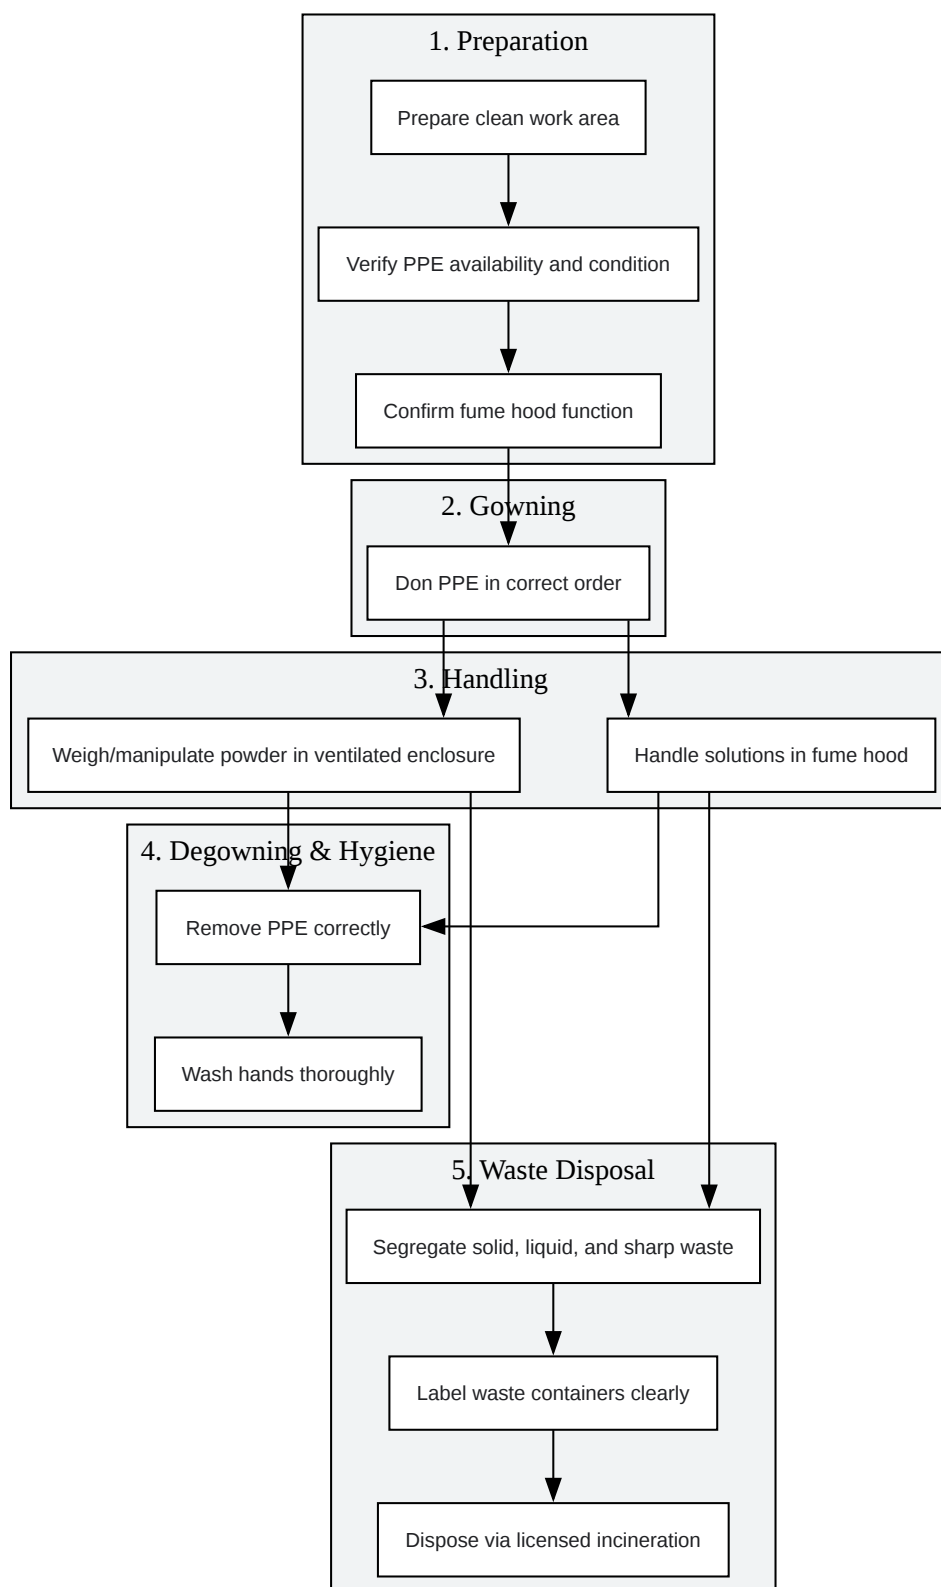 1. Preparation
Prepare clean work area
Verify PPE availability and condition
Confirm fume hood function
2. Gowning
Don PPE in correct order
3. Handling
Weigh/manipulate powder in ventilated enclosure
Handle solutions in fume hood
4. Degowning & Hygiene
Remove PPE correctly
Wash hands thoroughly
5. Waste Disposal
Segregate solid, liquid, and sharp waste
Label waste containers clearly
Dispose via licensed incineration